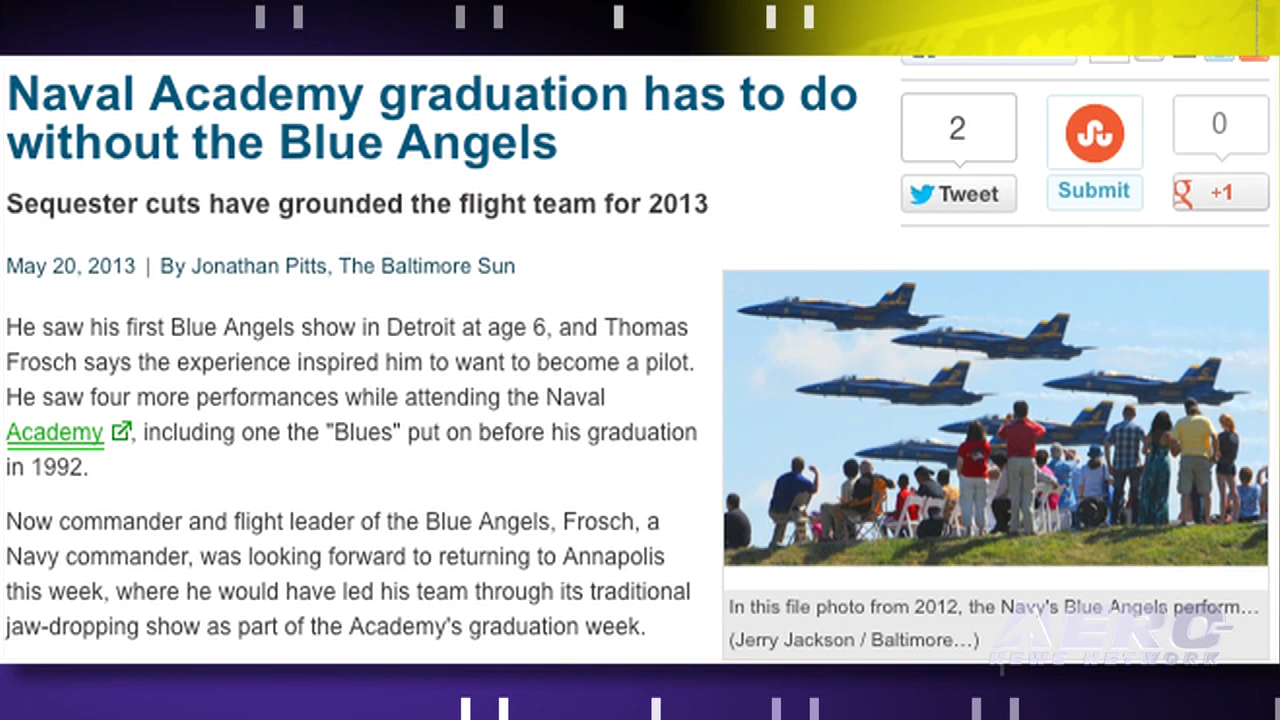 Naval Academy graduation has to do
without the Blue Angels
Sequester cuts have grounded the flight team for 2013
May 20, 2013 | By Jonathan Pitts, The Baltimore Sun
He saw his first Blue Angels show in Detroit at age 6, and Thomas
Frosch says the experience inspired him to want to become a pilot.
He saw four more performances while attending the Naval
Academy, including one the "Blues" put on before his graduation
in 1992.
Now commander and flight leader of the Blue Angels, Frosch, a
Navy commander, was looking forward to returning to Annapolis
this week, where he would have led his team through its traditional
jaw-dropping show as part of the Academy's graduation week.
2
Tweet
Submit
0
g +1
In this file photo from 2012, the Navy's Blue Angels perform...
(Jerry Jackson / Baltimore...)
AERO-
NEWS NETWORK